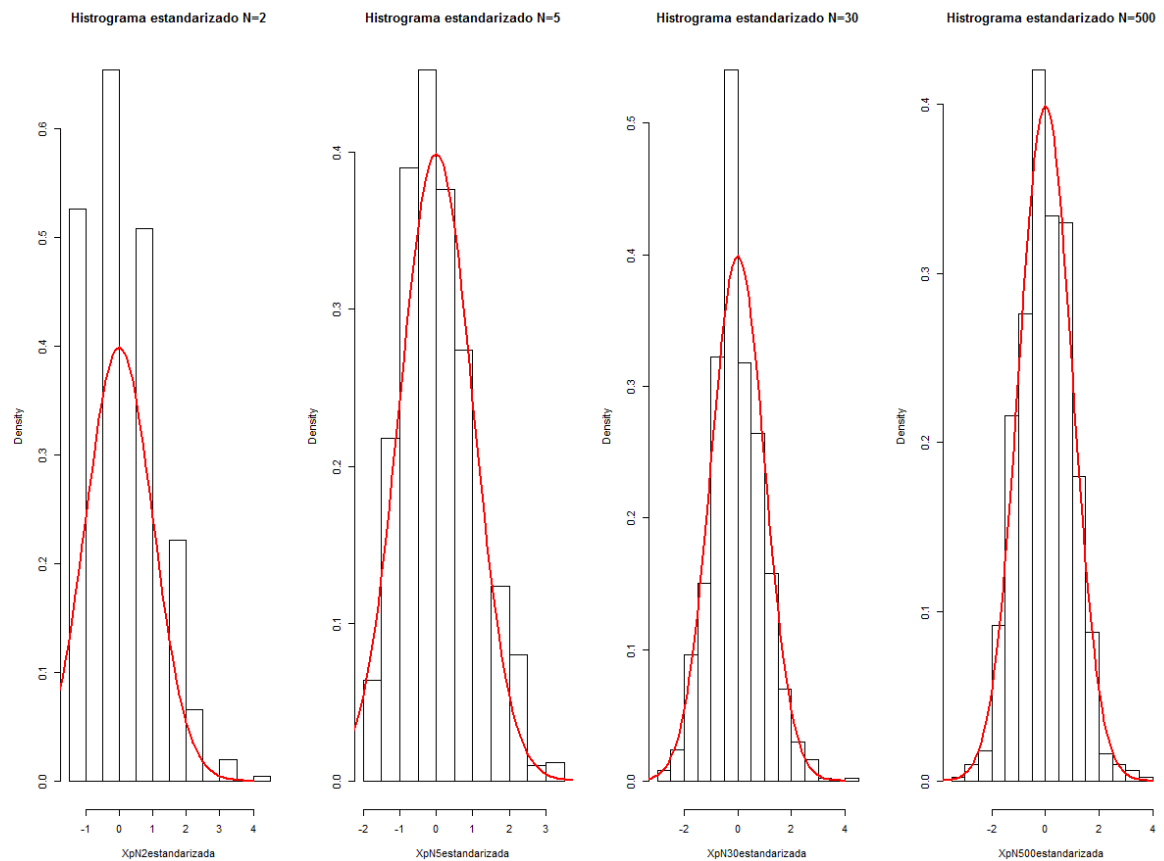 Histrograma estandarizado N=2
Density
0.0 0.1 0.2 0.3 0.4 0.5 0.6
-1 0 1 2 3 4
XpN2estandarizada
Histrograma estandarizado N=5
Density
0.0 0.1 0.2 0.3 0.4
-2 -1 0 1 2 3
XpN5estandarizada
Histrograma estandarizado N=30
Density
0.0 0.1 0.2 0.3 0.4 0.5
-2 0 2 4
XpN30estandarizada
Histrograma estandarizado N=500
Density
0.0 0.1 0.2 0.3 0.4
-2 0 2 4
XpN500estandarizada